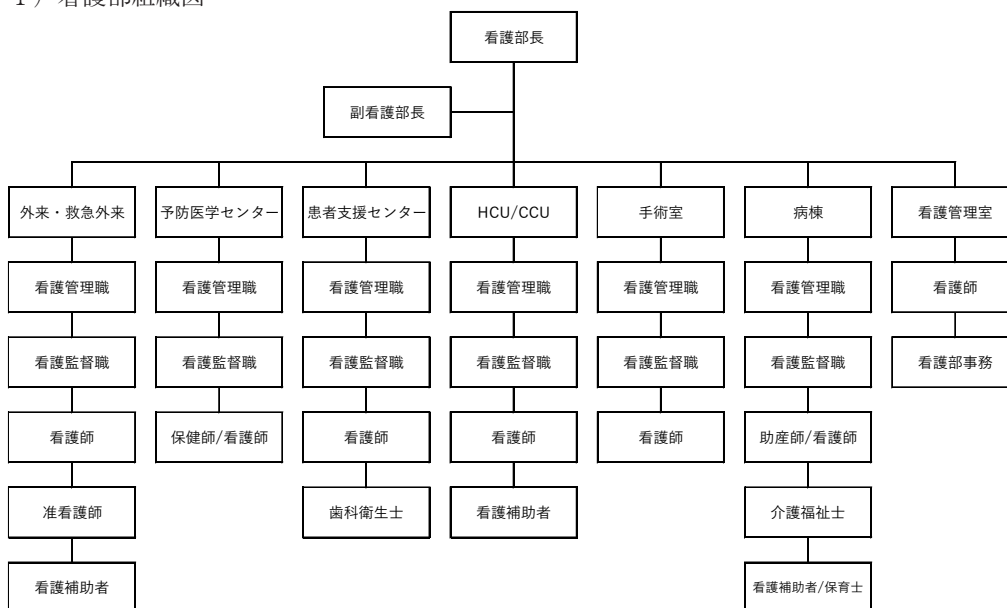 1) 看護部組織図
看護部長
副看護部長
外来・救急外来 予防医学センター 患者支援センター HCU/CCU 手術室 病棟 看護管理室
看護管理職 看護管理職 看護管理職 看護管理職 看護管理職 看護管理職 看護師
看護監督職 看護監督職 看護監督職 看護監督職 看護監督職 看護監督職 看護部事務
看護師 保健師/看護師 看護師 看護師 看護師 助産師/看護師
准看護師 歯科衛生士 看護補助者 介護福祉士
看護補助者 看護補助者/保育士